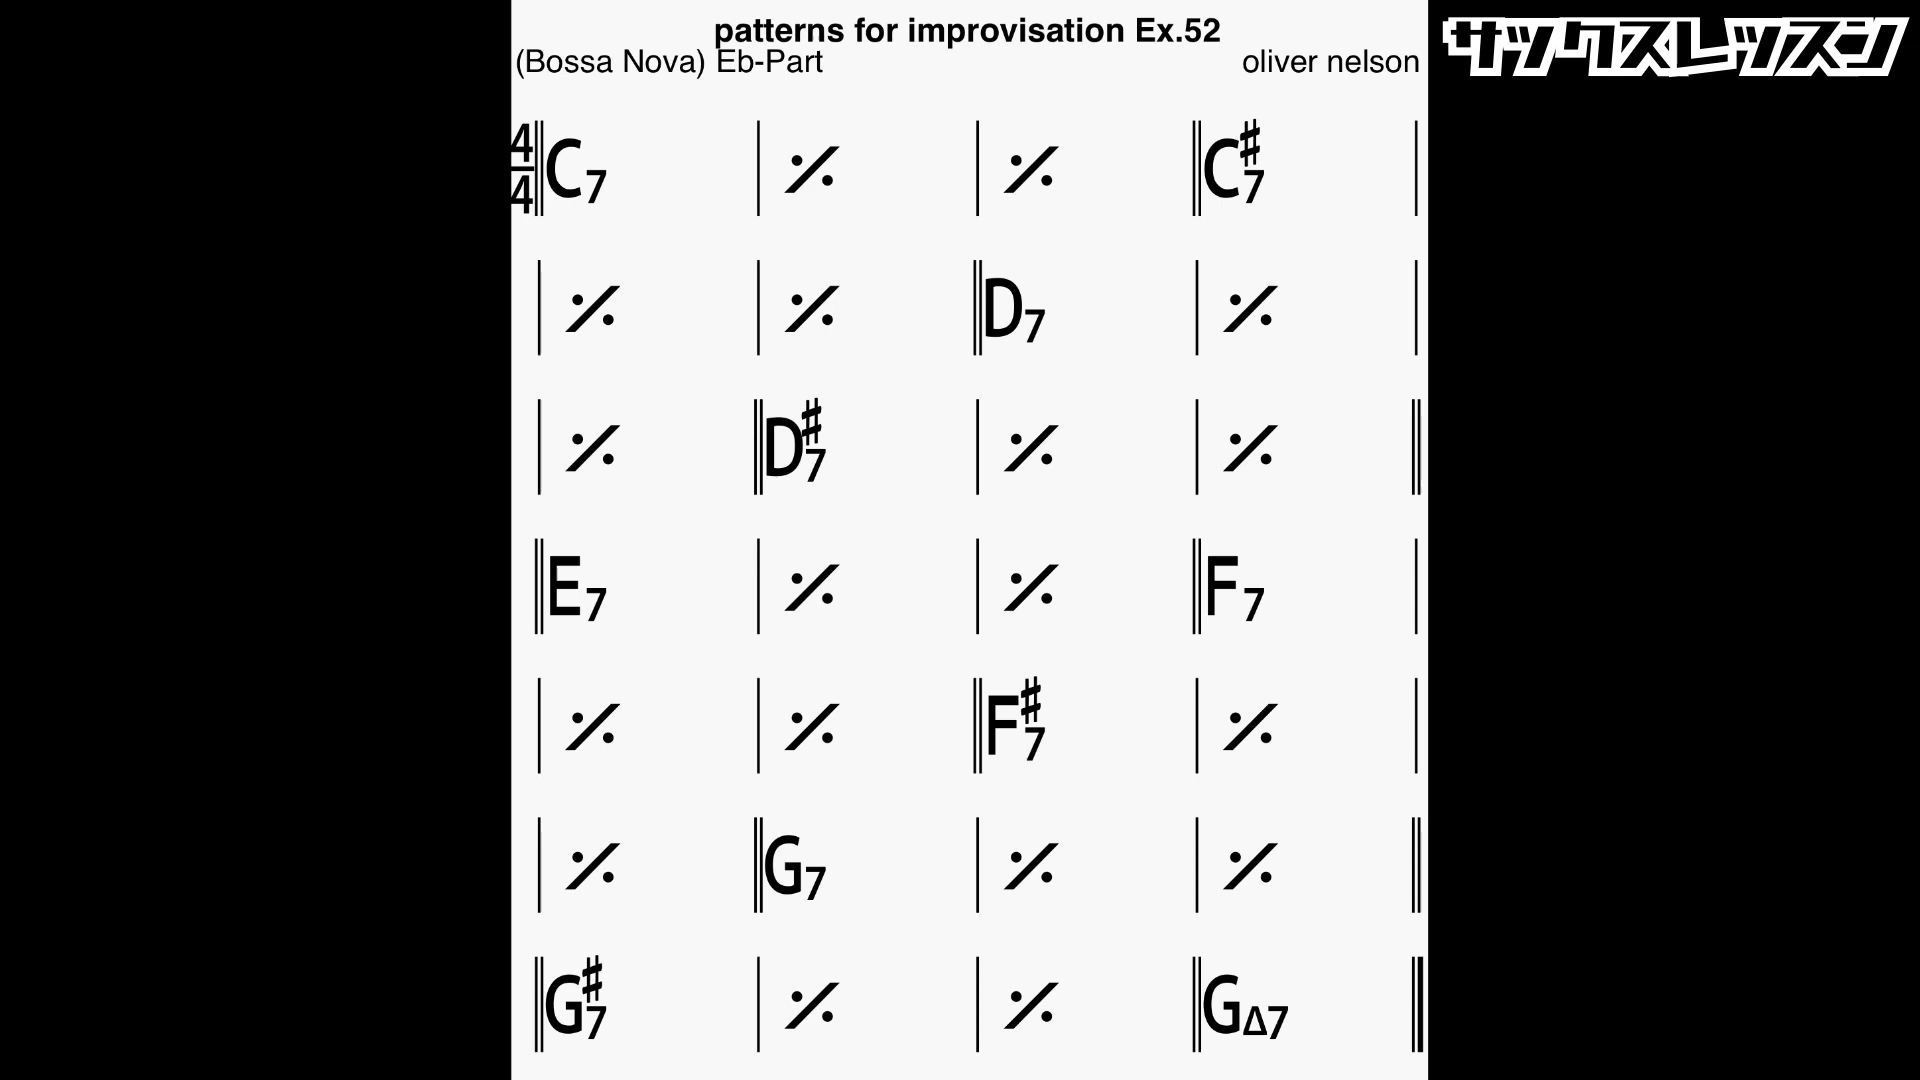 patterns for improvisation Ex.52
サックスレッスン
(Bossa Nova) Eb-Part oliver nelson
4/4 C7 % % C#7
% % D7 %
% D#7 % %
E7 % % F7
% % F#7 %
% G7 % %
G#7 % % GΔ7